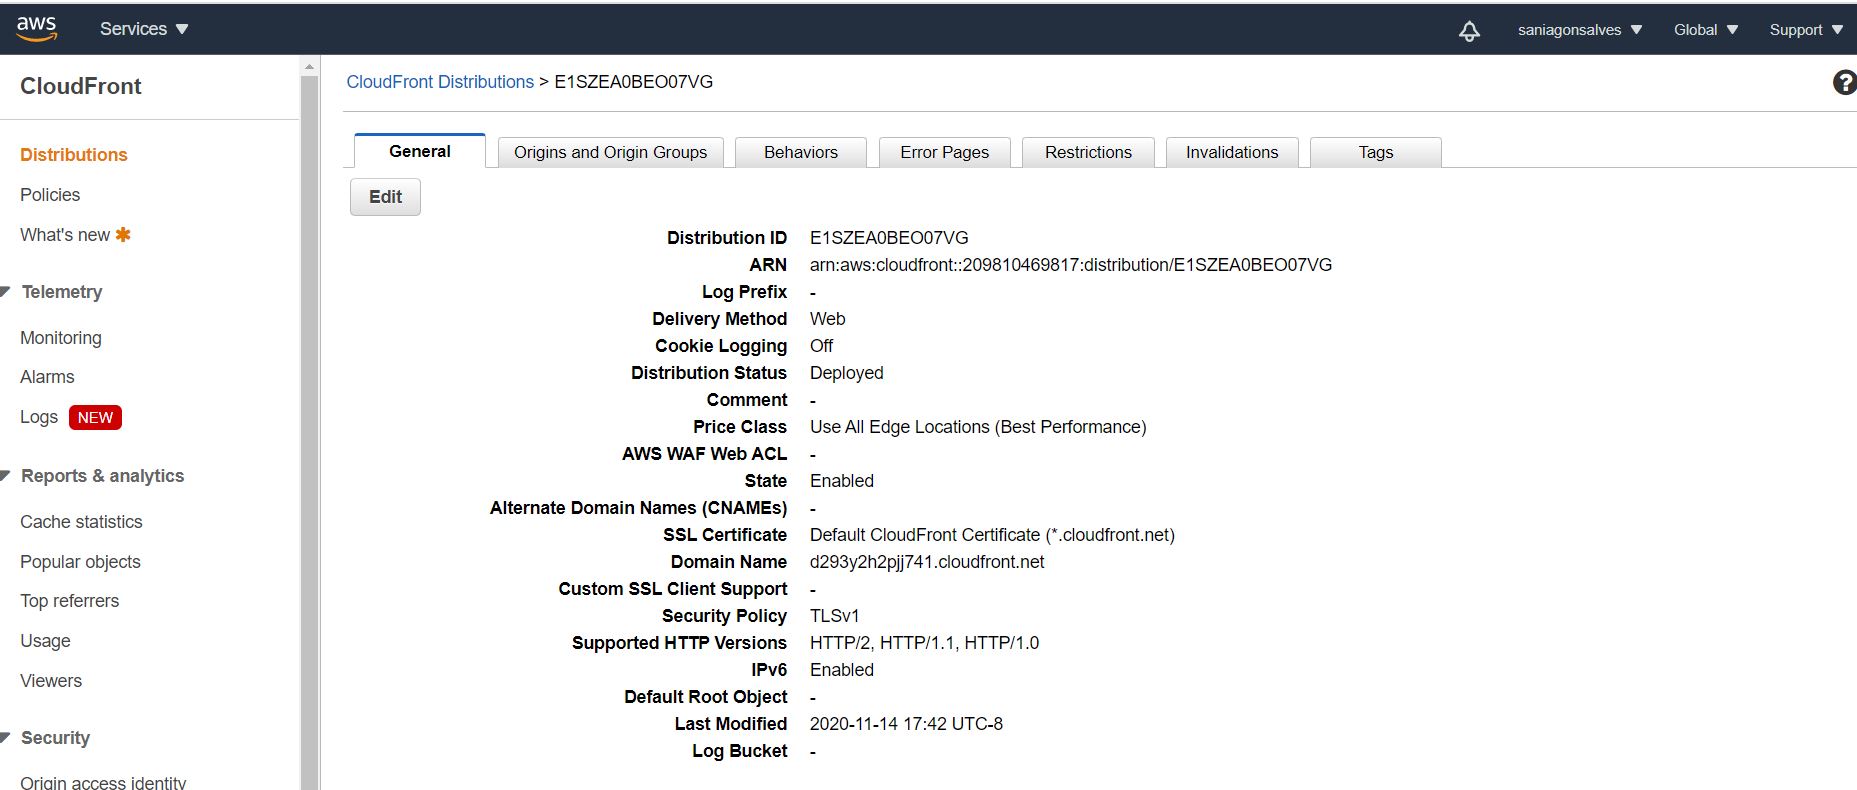 aws Services saniagonsalves Global Support
CloudFront
Distributions
Policies
What's new
Telemetry
Monitoring
Alarms
Logs NEW
Reports & analytics
Cache statistics
Popular objects
Top referrers
Usage
Viewers
Security
Origin access identity
CloudFront Distributions > E1SZEA0BEO07VG
?
General Origins and Origin Groups Behaviors Error Pages Restrictions Invalidations Tags
Edit
Distribution ID E1SZEA0BEO07VG
ARN arn:aws:cloudfront::209810469817:distribution/E1SZEA0BEO07VG
Log Prefix -
Delivery Method Web
Cookie Logging Off
Distribution Status Deployed
Comment -
Price Class Use All Edge Locations (Best Performance)
AWS WAF Web ACL -
State Enabled
Alternate Domain Names (CNAMEs) -
SSL Certificate Default CloudFront Certificate (*.cloudfront.net)
Domain Name d293y2h2pjj741.cloudfront.net
Custom SSL Client Support -
Security Policy TLSv1
Supported HTTP Versions HTTP/2, HTTP/1.1, HTTP/1.0
IPv6 Enabled
Default Root Object -
Last Modified 2020-11-14 17:42 UTC-8
Log Bucket -